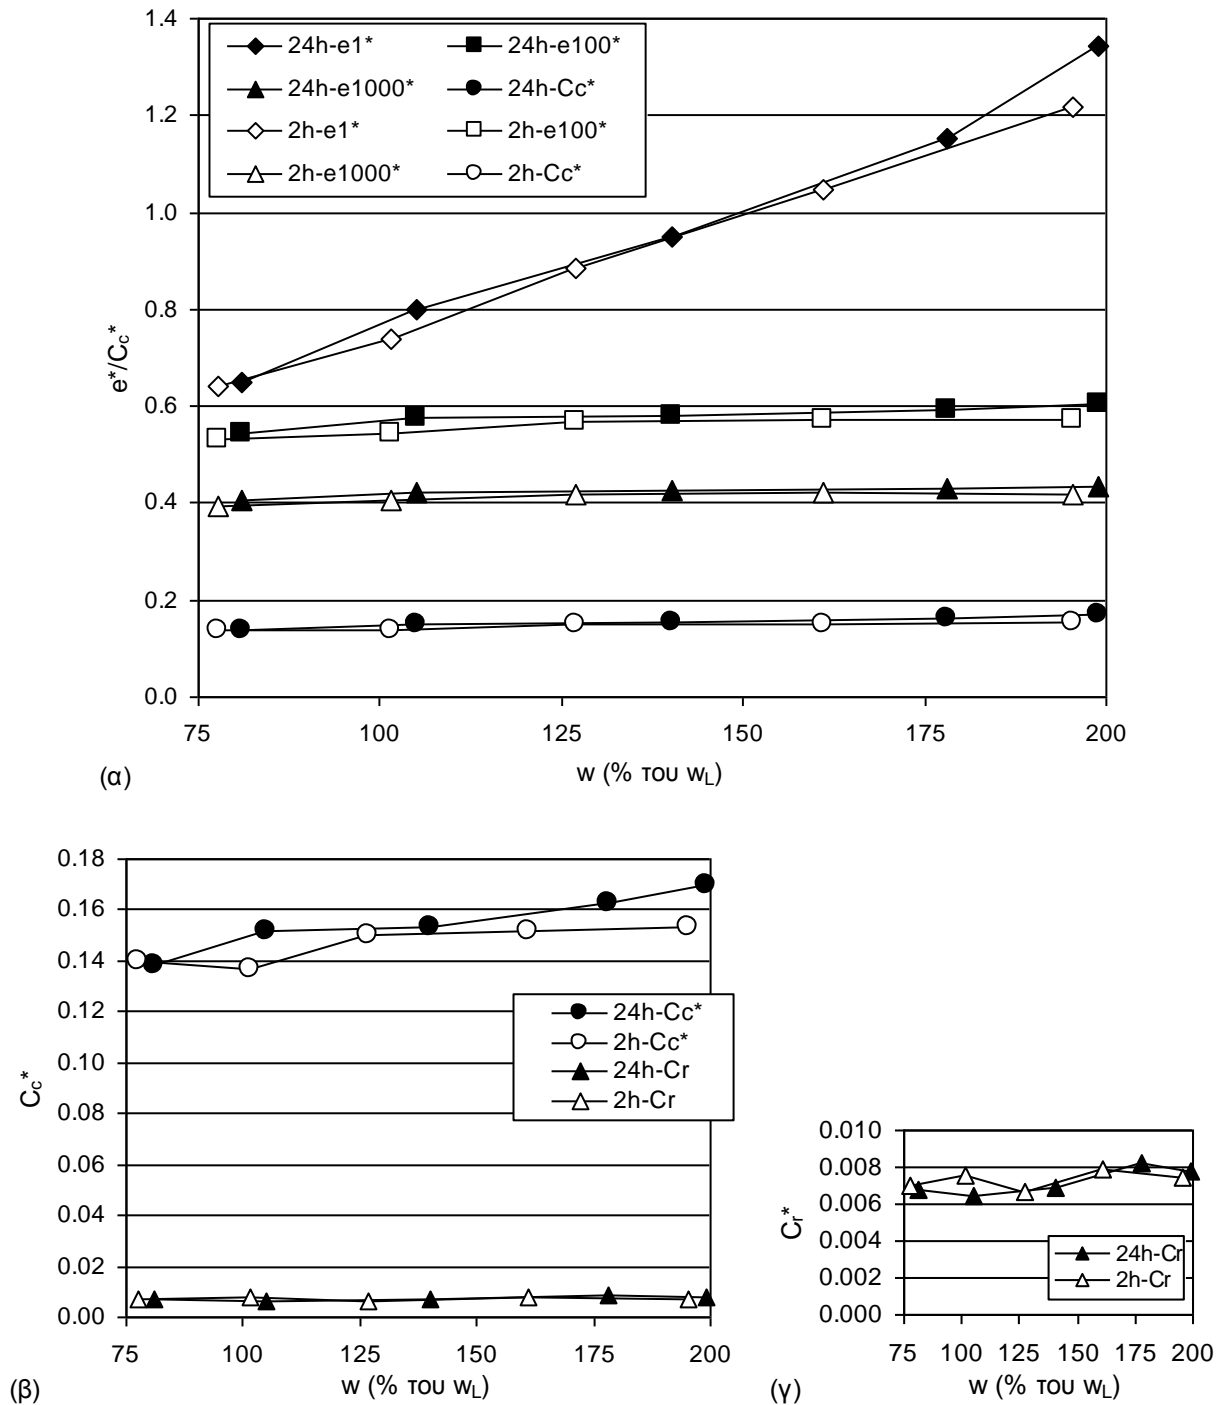 1.4
1.2
1.0
0.8
0.6
0.4
0.2
0.0
e*/Cc*
24h-e1* 24h-e100*
24h-e1000* 24h-Cc*
2h-e1* 2h-e100*
2h-e1000* 2h-Cc*
75 100 125 150 175 200
w (% του wL)
(α)
0.18
0.16
0.14
0.12
0.10
0.08
0.06
0.04
0.02
0.00
Cc*
24h-Cc*
2h-Cc*
24h-Cr
2h-Cr
75 100 125 150 175 200
w (% του wL)
(β)
0.010
0.008
0.006
0.004
0.002
0.000
Cr*
24h-Cr
2h-Cr
75 100 125 150 175 200
w (% του wL)
(γ)